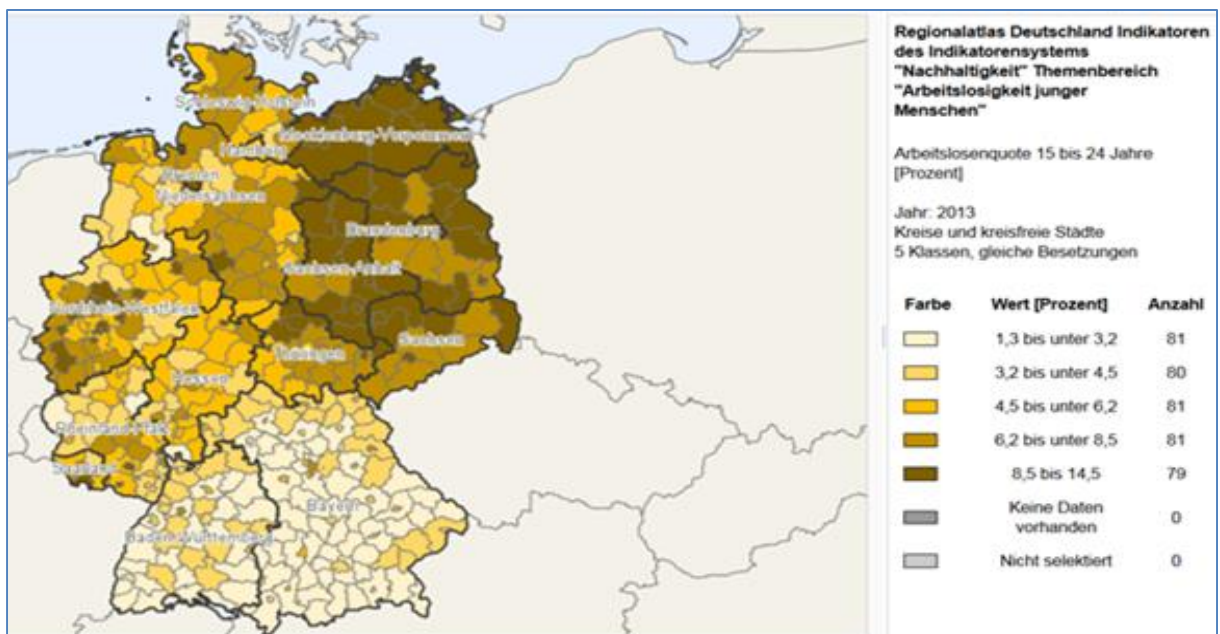 Schleswig-Holstein
Mecklenburg-Vorpommern
Hamburg
Bremen
Niedersachsen
Brandenburg
Sachsen-Anhalt
Nordrhein-Westfalen
Sachsen
Thüringen
Hessen
Rheinland-Pfalz
Saarland
Bayern
Baden-Württemberg
Regionalatlas Deutschland Indikatoren
des Indikatorensystems
"Nachhaltigkeit" Themenbereich
"Arbeitslosigkeit junger
Menschen"
Arbeitslosenquote 15 bis 24 Jahre
[Prozent]
Jahr: 2013
Kreise und kreisfreie Städte
5 Klassen, gleiche Besetzungen
Farbe Wert [Prozent] Anzahl
1,3 bis unter 3,2 81
3,2 bis unter 4,5 80
4,5 bis unter 6,2 81
6,2 bis unter 8,5 81
8,5 bis 14,5 79
Keine Daten
vorhanden 0
Nicht selektiert 0